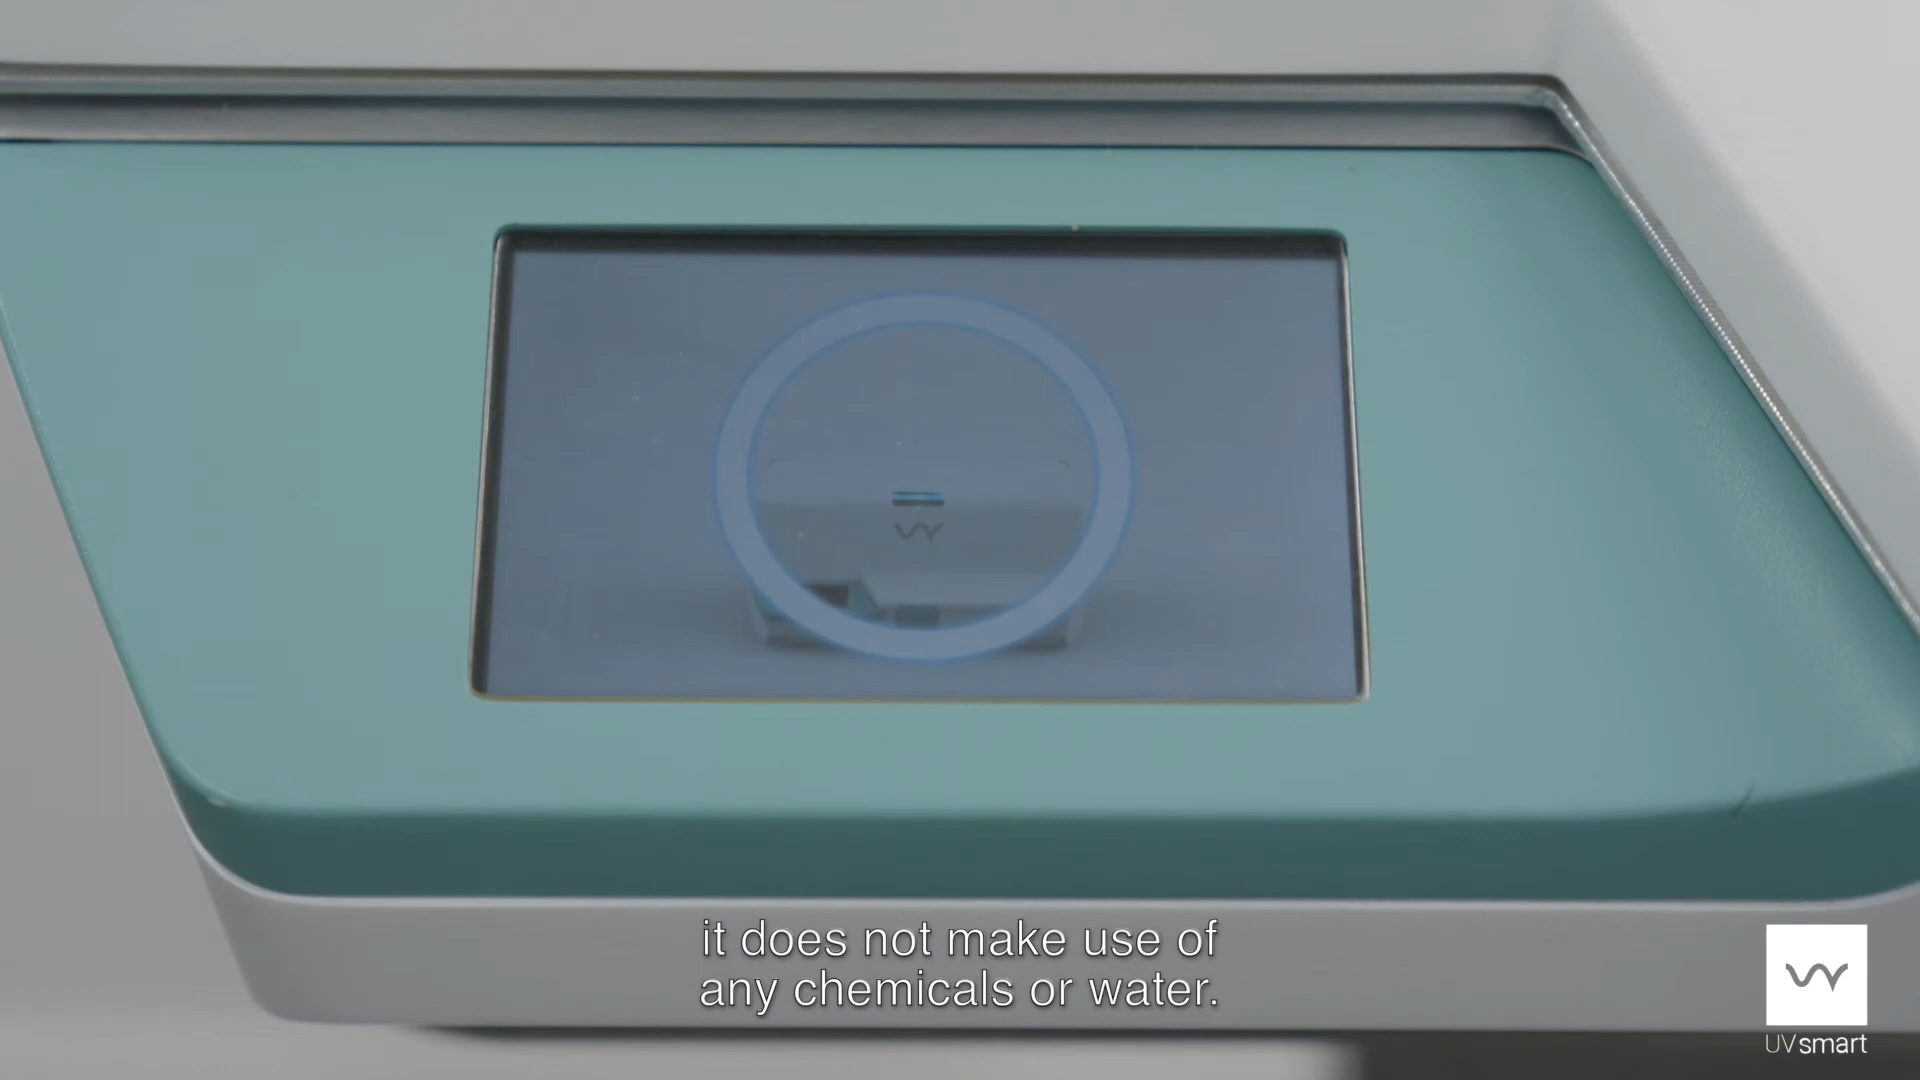 it does not make use of
any chemicals or water.
UVsmart